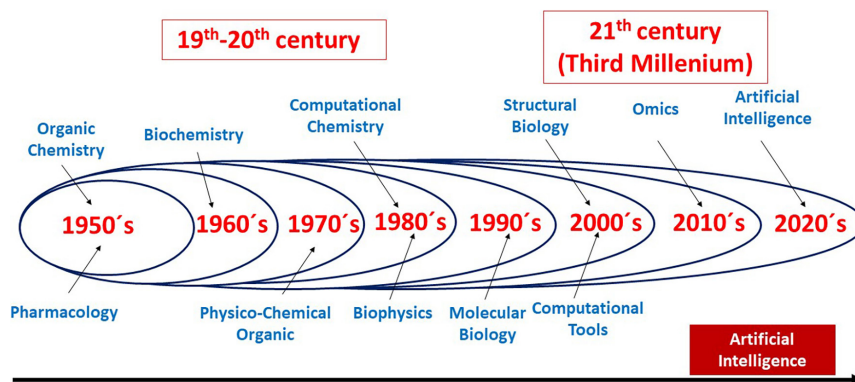 19th-20th century
21th century
(Third Millenium)
Organic
Chemistry
Biochemistry
Computational
Chemistry
Structural
Biology
Omics
Artificial
Intelligence
1950´s
1960´s
1970´s
1980´s
1990´s
2000´s
2010´s
2020´s
Pharmacology
Physico-Chemical
Organic
Biophysics
Molecular
Biology
Computational
Tools
Artificial
Intelligence